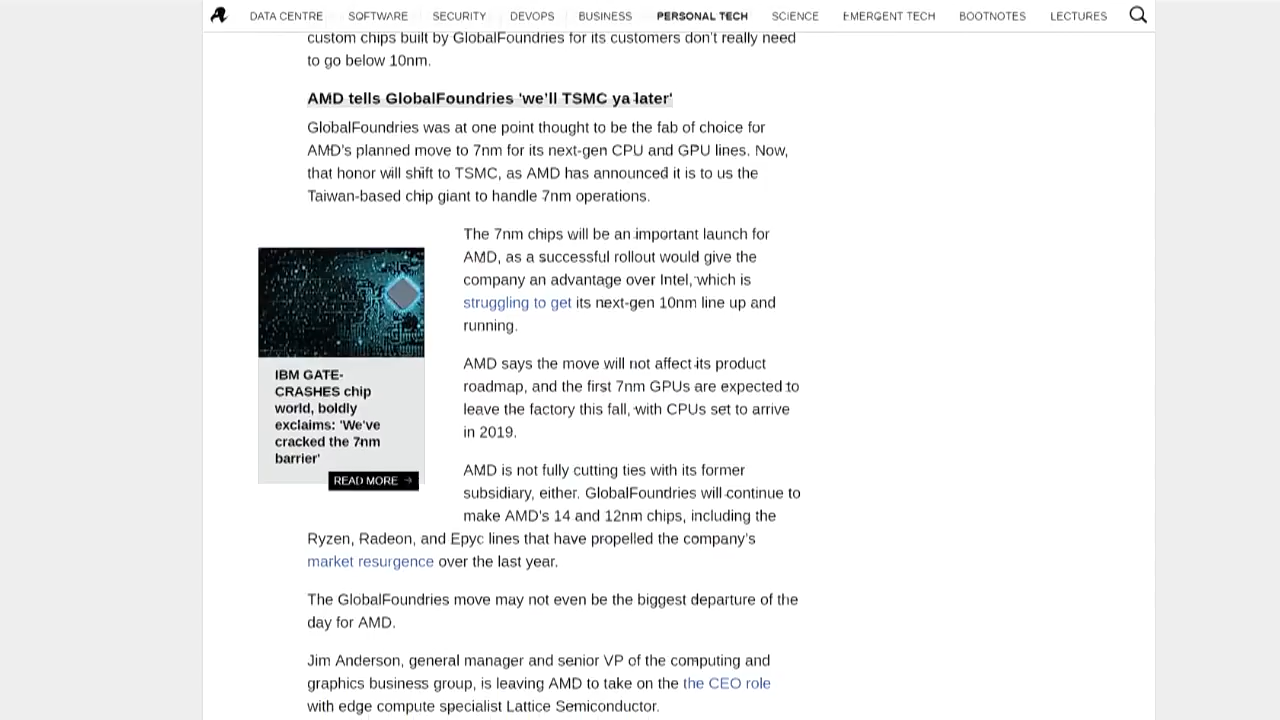 DATA CENTRE SOFTWARE SECURITY DEVOPS BUSINESS PERSONAL TECH SCIENCE EMERGENT TECH BOOTNOTES LECTURES
custom chips built by GlobalFoundries for its customers don't really need
to go below 10nm.
AMD tells GlobalFoundries 'we'll TSMC ya later'
GlobalFoundries was at one point thought to be the fab of choice for
AMD's planned move to 7nm for its next-gen CPU and GPU lines. Now,
that honor will shift to TSMC, as AMD has announced it is to us the
Taiwan-based chip giant to handle 7nm operations.
The 7nm chips will be an important launch for
AMD, as a successful rollout would give the
company an advantage over Intel, which is
struggling to get its next-gen 10nm line up and
running.
IBM GATE-
CRASHES chip
world, boldly
exclaims: 'We've
cracked the 7nm
barrier'
READ MORE →
AMD says the move will not affect its product
roadmap, and the first 7nm GPUs are expected to
leave the factory this fall, with CPUs set to arrive
in 2019.
AMD is not fully cutting ties with its former
subsidiary, either. GlobalFoundries will continue to
make AMD's 14 and 12nm chips, including the
Ryzen, Radeon, and Epyc lines that have propelled the company's
market resurgence over the last year.
The GlobalFoundries move may not even be the biggest departure of the
day for AMD.
Jim Anderson, general manager and senior VP of the computing and
graphics business group, is leaving AMD to take on the the CEO role
with edge compute specialist Lattice Semiconductor.